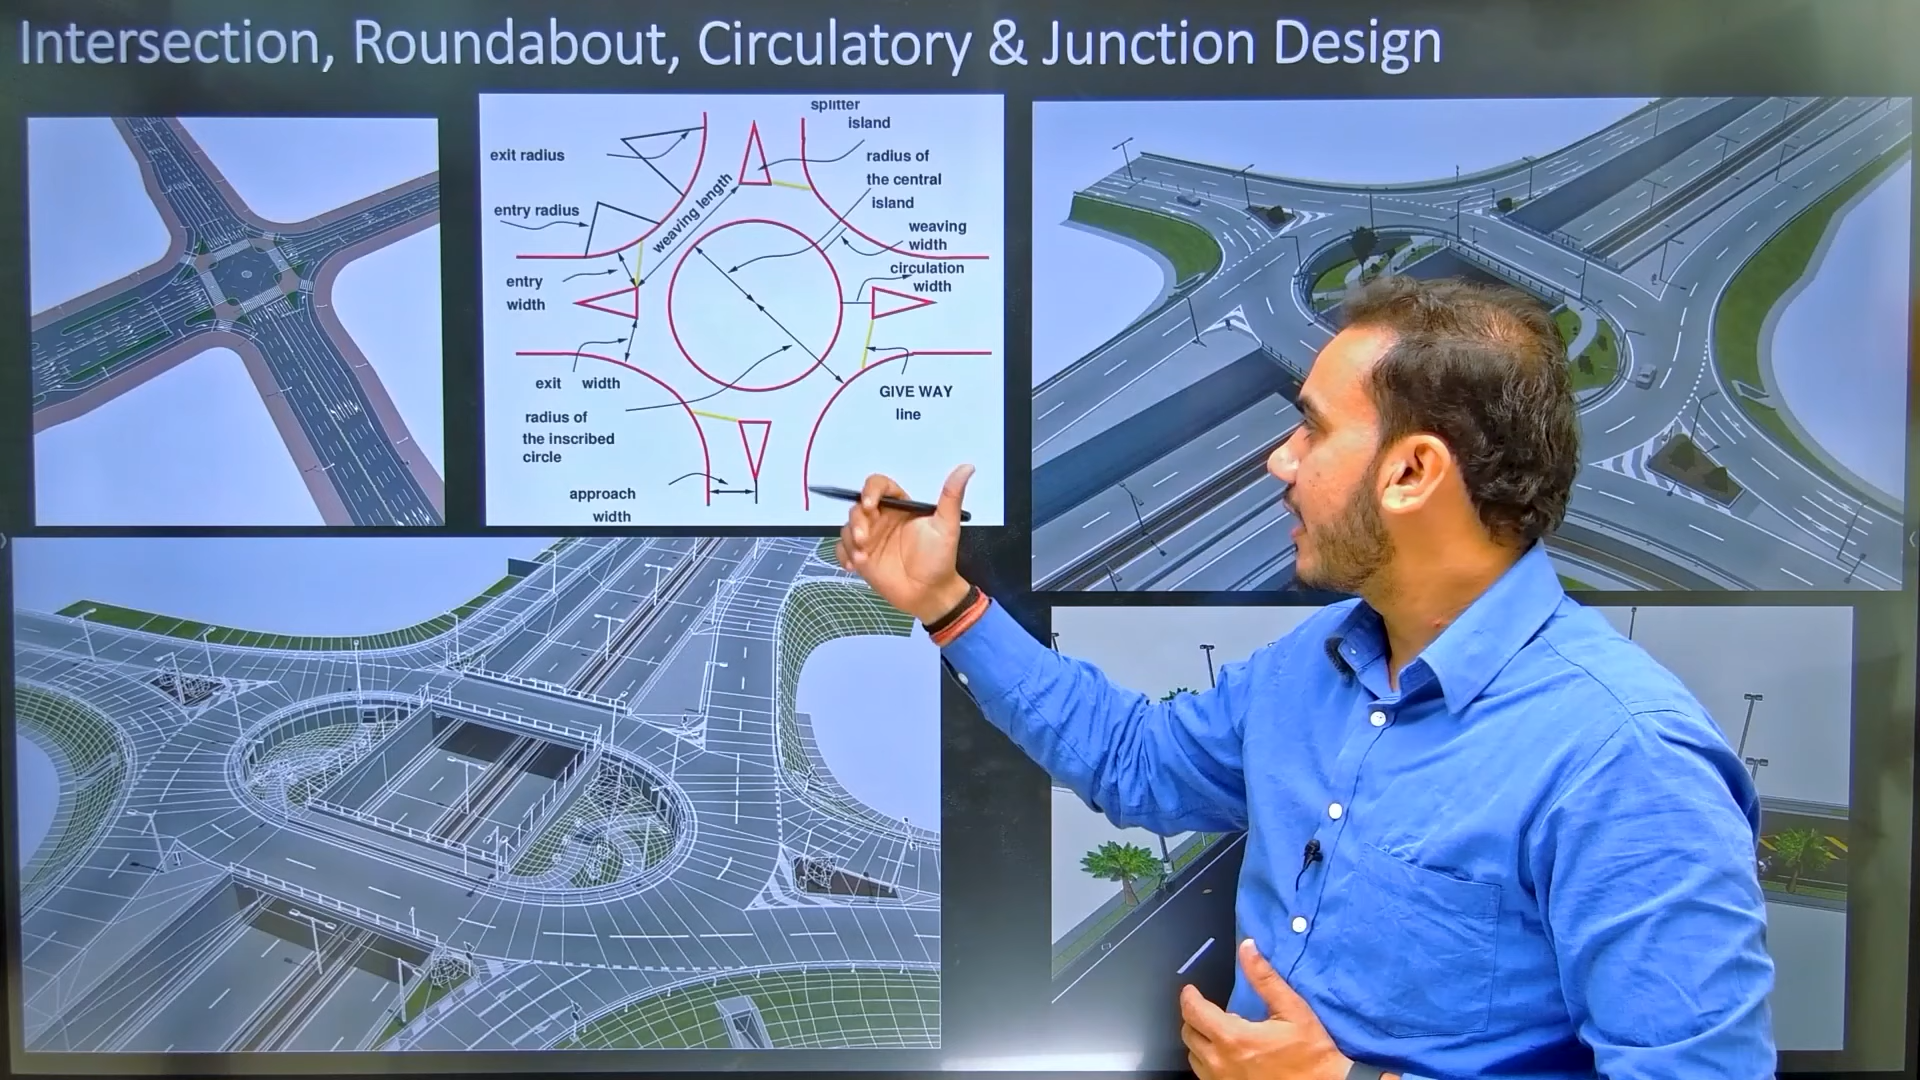 Intersection, Roundabout, Circulatory & Junction Design
splitter
island
exit radius
radius of
the central
island
entry radius
weaving length
weaving
width
circulation
width
entry
width
exit width
GIVE WAY
line
radius of
the inscribed
circle
approach
width